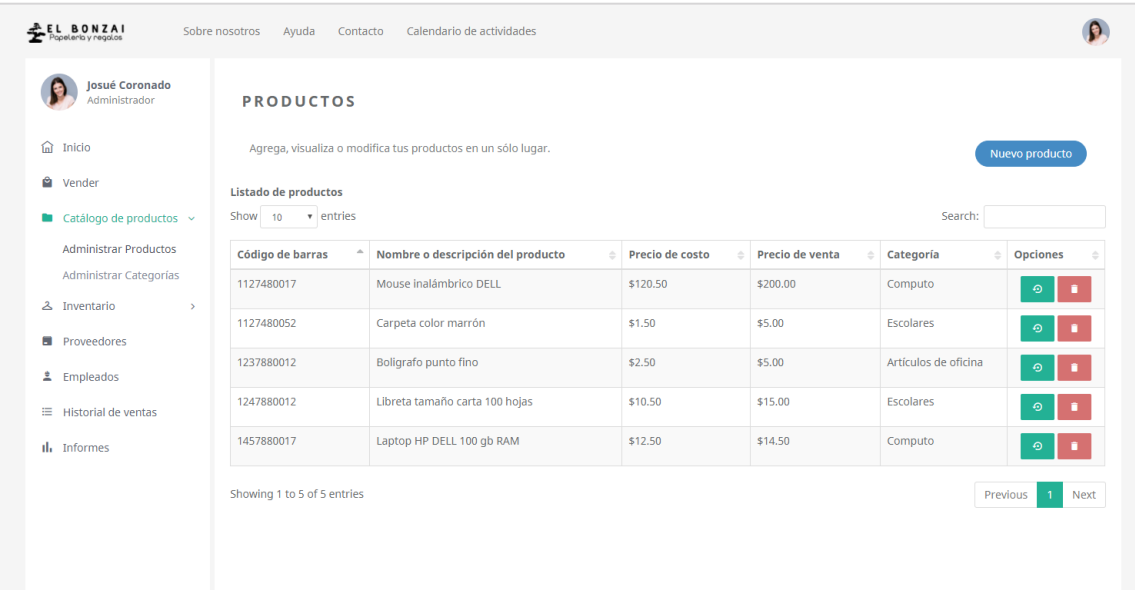 EL BONZAI
Papelería y regalos
Sobre nosotros Ayuda Contacto Calendario de actividades
Josué Coronado
Administrador
PRODUCTOS
Inicio
Agrega, visualiza o modifica tus productos en un sólo lugar.
Nuevo producto
Vender
Listado de productos
Catálogo de productos
Show 10 entries
Search:
Administrar Productos
Administrar Categorías
Inventario
Proveedores
Empleados
Historial de ventas
Informes
Código de barras Nombre o descripción del producto Precio de costo Precio de venta Categoría Opciones
1127480017 Mouse inalámbrico DELL $120.50 $200.00 Computo
1127480052 Carpeta color marrón $1.50 $5.00 Escolares
1237880012 Boligrafo punto fino $2.50 $5.00 Artículos de oficina
1247880012 Libreta tamaño carta 100 hojas $10.50 $15.00 Escolares
1457880017 Laptop HP DELL 100 gb RAM $12.50 $14.50 Computo
Showing 1 to 5 of 5 entries
Previous 1 Next